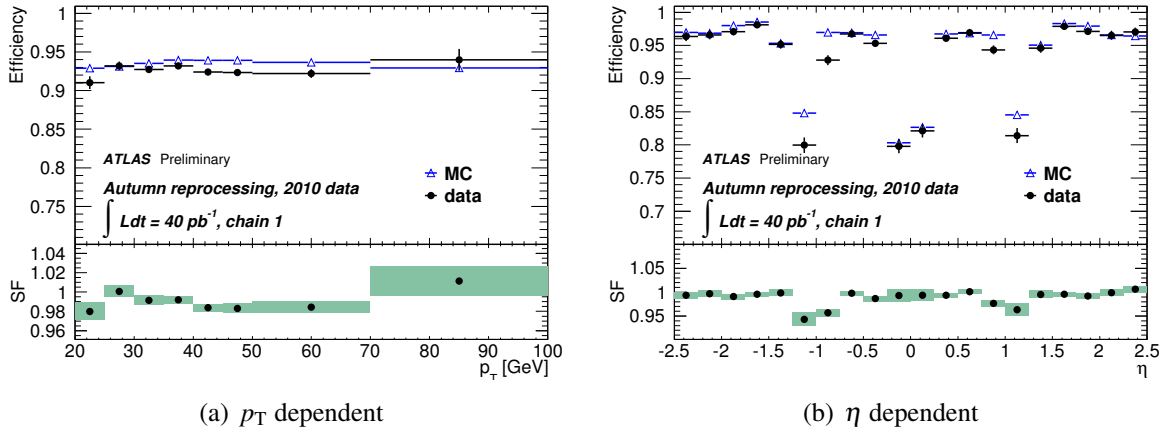 Efficiency
1
0.95
0.9
0.85
0.8
0.75
ATLAS Preliminary
MC
data
Autumn reprocessing, 2010 data
∫ Ldt = 40 pb⁻¹, chain 1
SF
1.04
1.02
1
0.98
0.96
20 30 40 50 60 70 80 90 100
p_T [GeV]
(a) p_T dependent
Efficiency
1
0.95
0.9
0.85
0.8
0.75
0.7
ATLAS Preliminary
MC
data
Autumn reprocessing, 2010 data
∫ Ldt = 40 pb⁻¹, chain 1
SF
1.05
1
0.95
-2.5 -2 -1.5 -1 -0.5 0 0.5 1 1.5 2 2.5
η
(b) η dependent